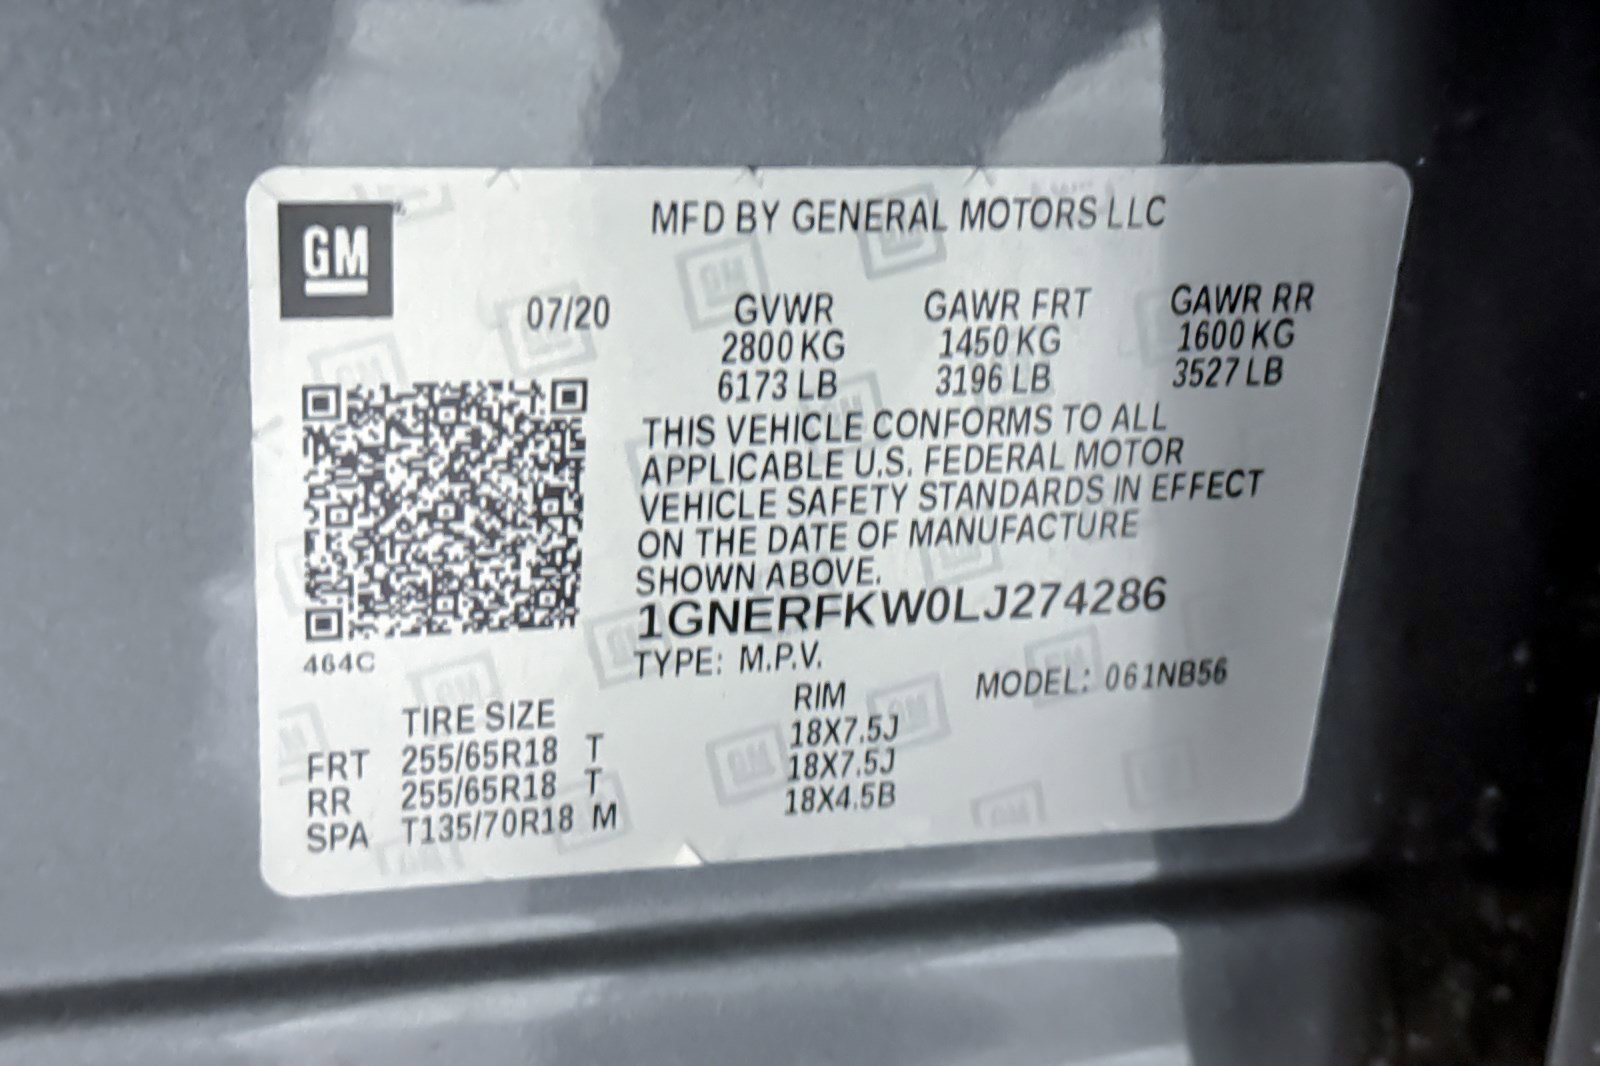 GM
MFD BY GENERAL MOTORS LLC
07/20 GVWR GAWR FRT GAWR RR
2800 KG 1450 KG 1600 KG
6173 LB 3196 LB 3527 LB
THIS VEHICLE CONFORMS TO ALL
APPLICABLE U.S. FEDERAL MOTOR
VEHICLE SAFETY STANDARDS IN EFFECT
ON THE DATE OF MANUFACTURE
SHOWN ABOVE.
1GNERFKW0LJ274286
464C
TYPE: M.P.V.
MODEL: 061NB56
TIRE SIZE RIM
FRT 255/65R18 T 18X7.5J
RR 255/65R18 T 18X7.5J
SPA T135/70R18 M 18X4.5B